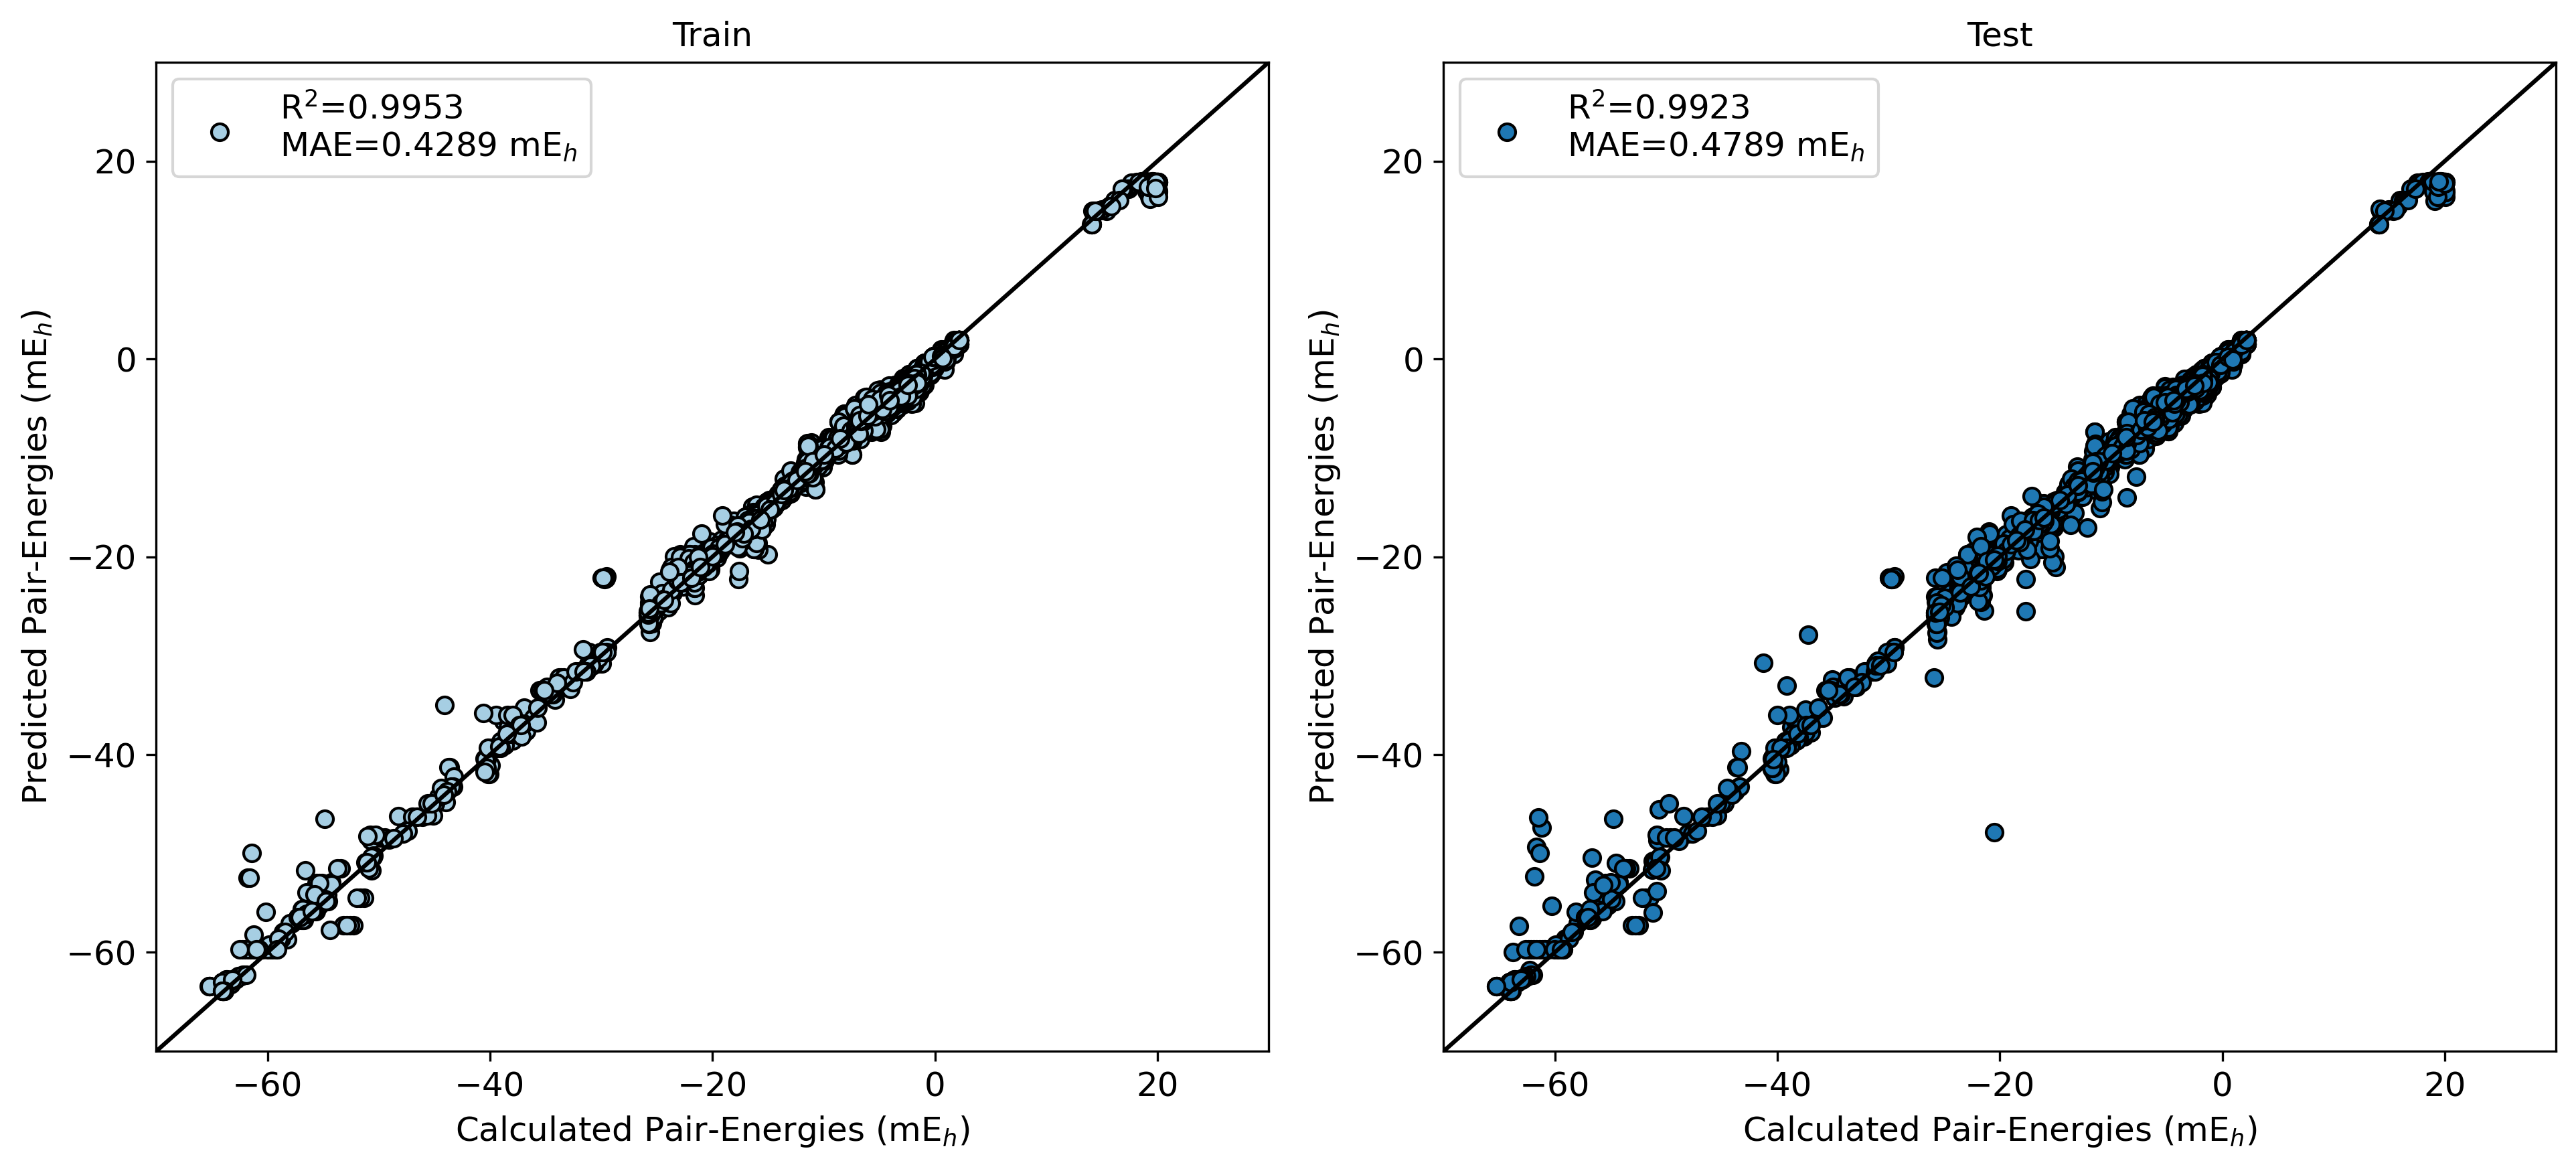 Train
R²=0.9953
MAE=0.4289 mEₕ
20
0
−20
−40
−60
Predicted Pair-Energies (mEₕ)
−60 −40 −20 0 20
Calculated Pair-Energies (mEₕ)
Test
R²=0.9923
MAE=0.4789 mEₕ
20
0
−20
−40
−60
Predicted Pair-Energies (mEₕ)
−60 −40 −20 0 20
Calculated Pair-Energies (mEₕ)